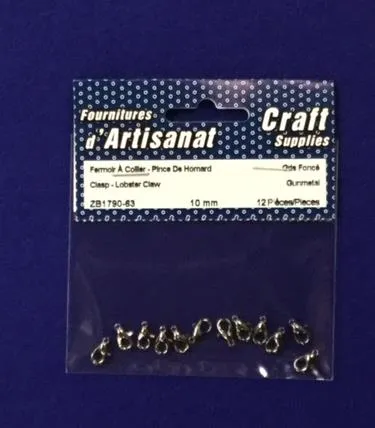 Fournitures
d'Artisanat
Craft
Supplies
Fermoir À Collier - Pince De Homard Gris Foncé
Clasp - Lobster Claw Gunmetal
ZB1790-63 10 mm 12 Pièces/Pieces